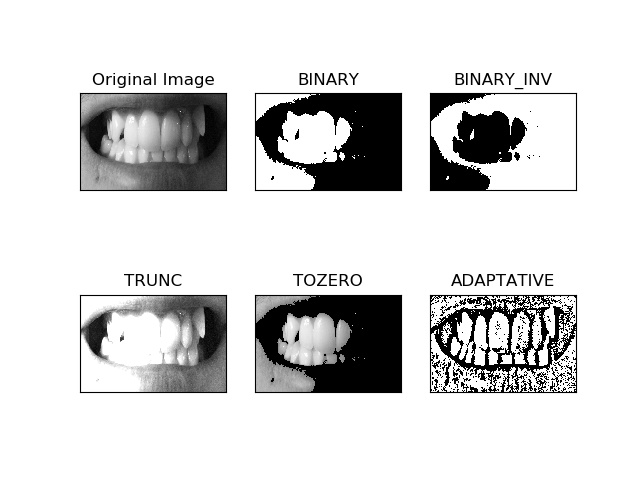 Original Image
BINARY
BINARY_INV
TRUNC
TOZERO
ADAPTATIVE